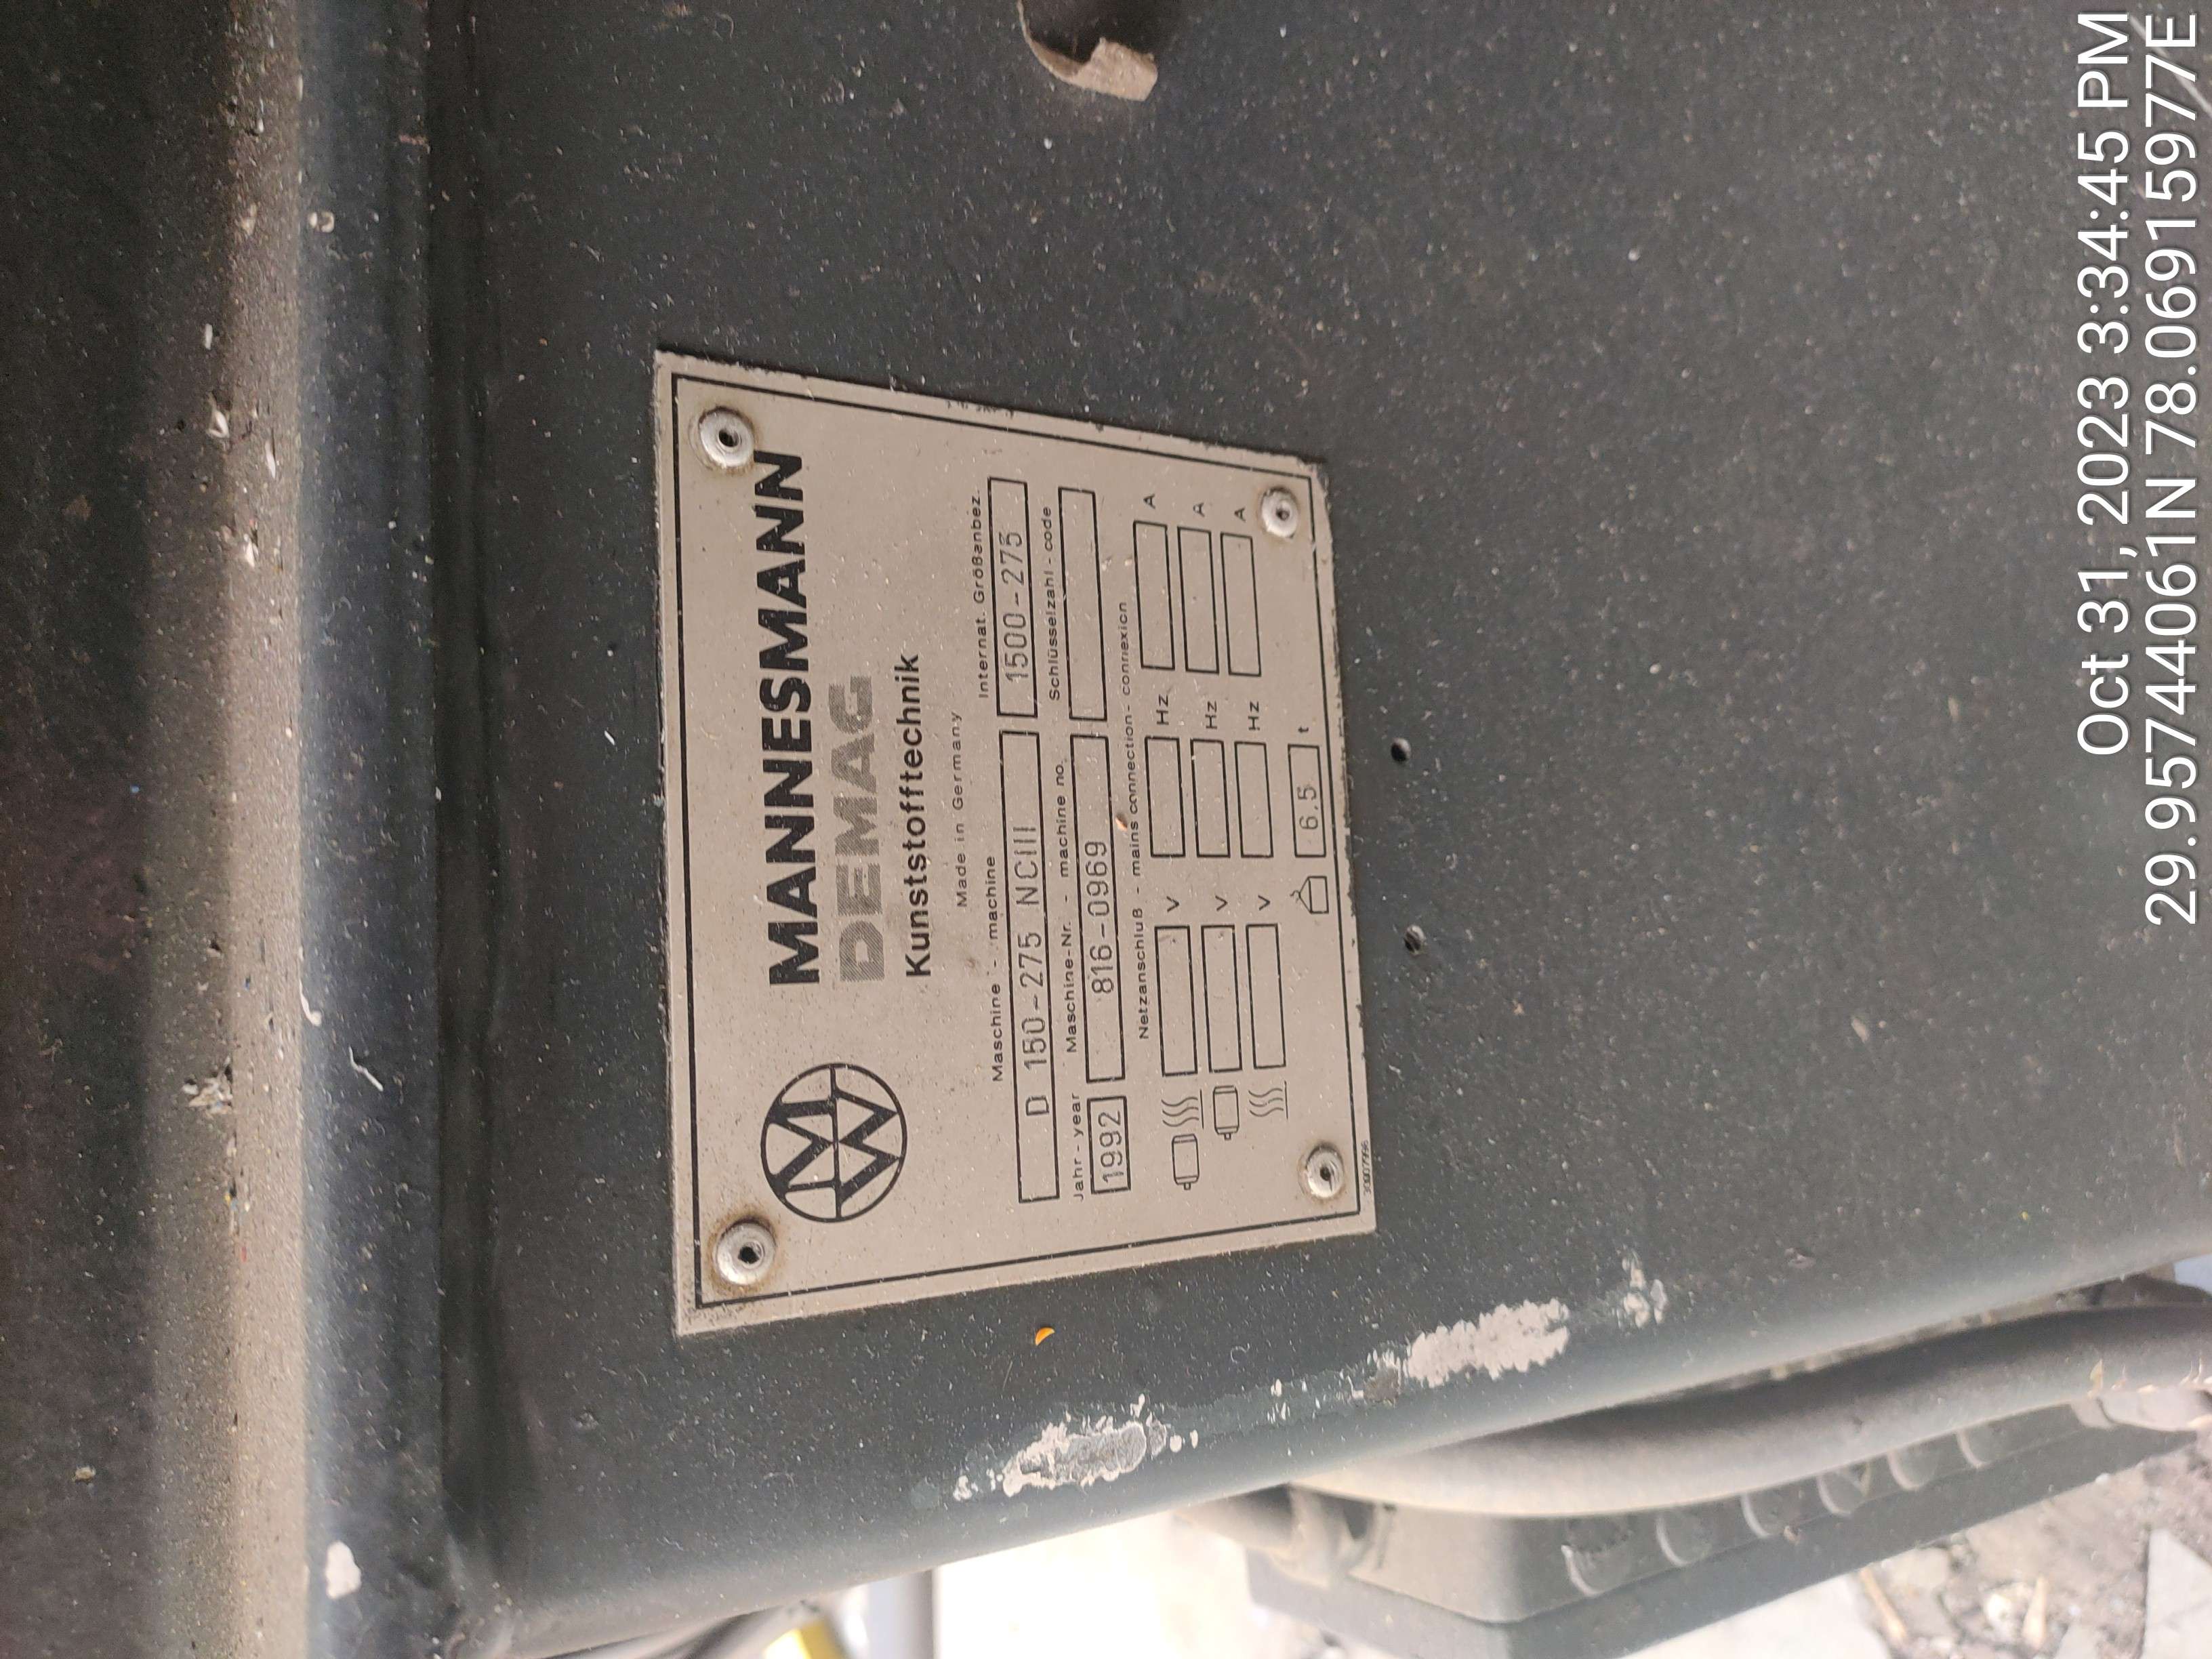 MANNESMANN
DEMAG
Kunststofftechnik
Made in Germany
Maschine - machine Internat. Größenbez.
D 150-275 NCIII 1500-275
Jahr-year Maschine-Nr. - machine no. Schlüsselzahl-code
1992 816-0969
Netzanschluß - mains connection - connexion
V Hz A
V Hz A
V Hz A
6.5 t
Oct 31, 2023 3:34:45 PM
29.95744061N 78.06915977E